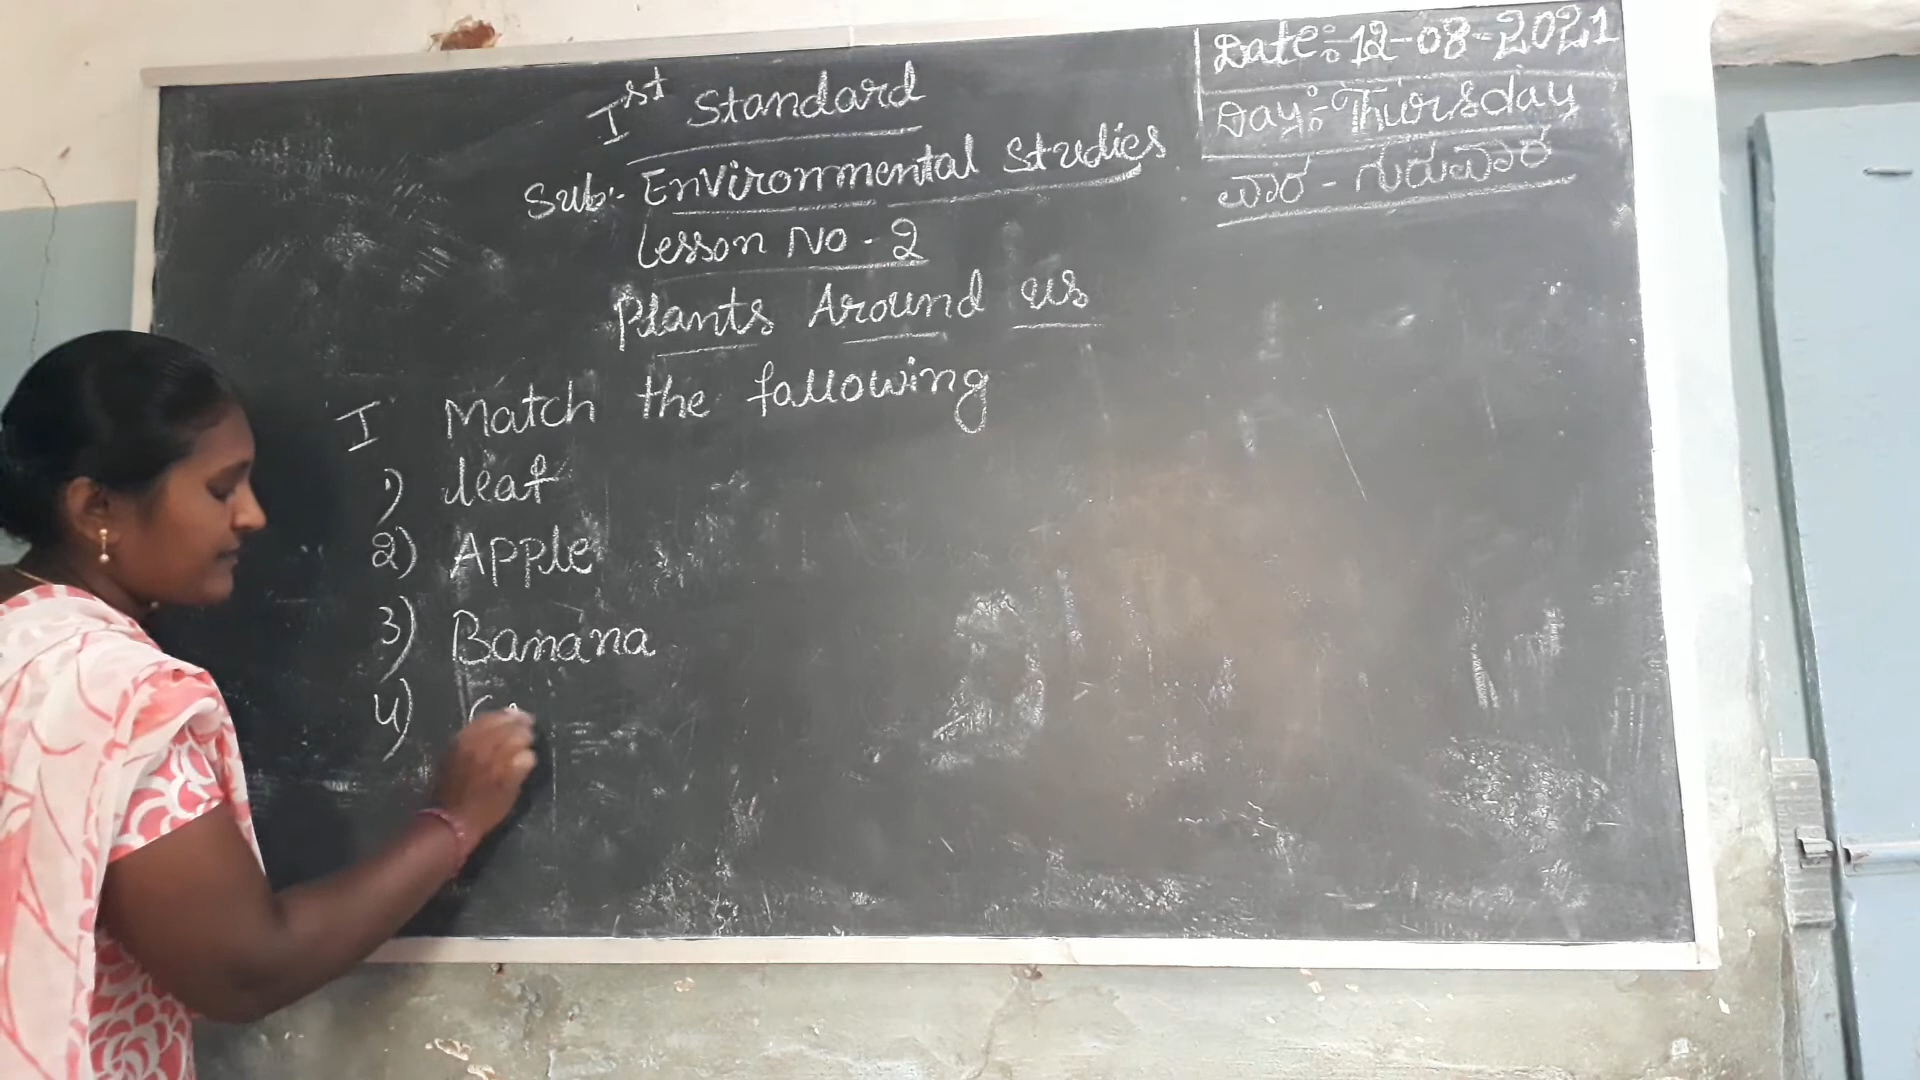 Date:- 12-08-2021
Day:- Thursday
ವಾರ - ಗುರುವಾರ
Ist Standard
Sub:- Environmental Studies
Lesson No - 2
Plants Around us
I Match the following
1) leaf
2) Apple
3) Banana
4)